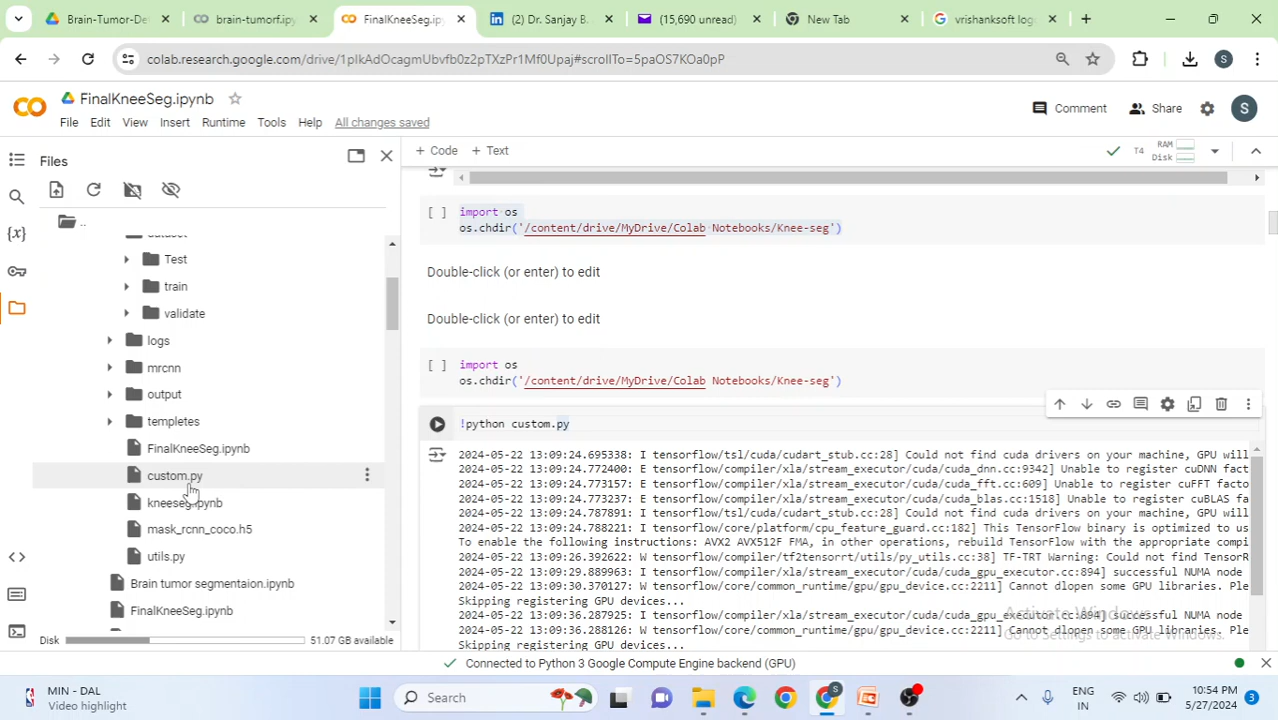 Brain-Tumor-De
brain-tumorf.ipy
FinalKneeSeg.ipy
(2) Dr. Sanjay B.
(15,690 unread)
New Tab
vrishanksoft log
colab.research.google.com/drive/1plkAdOcagmUbvofb0z2pTXzPr1Mf0Upaj#scrollTo=5paOS7KOa0pP
S
FinalKneeSeg.ipynb
Comment
Share
S
File Edit View Insert Runtime Tools Help All changes saved
Files
+ Code + Text
T4
RAM
Disk
..
dataset
Test
train
validate
logs
mrcnn
output
templetes
FinalKneeSeg.ipynb
custom.py
kneeseg.ipynb
mask_rcnn_coco.h5
utils.py
Brain tumor segmentaion.ipynb
FinalKneeSeg.ipynb
Disk
51.07 GB available
[ ] import os
os.chdir('/content/drive/MyDrive/Colab Notebooks/Knee-seg')
Double-click (or enter) to edit
Double-click (or enter) to edit
[ ] import os
os.chdir('/content/drive/MyDrive/Colab Notebooks/Knee-seg')
!python custom.py
2024-05-22 13:09:24.695338: I tensorflow/tsl/cuda/cudart_stub.cc:28] Could not find cuda drivers on your machine, GPU will
2024-05-22 13:09:24.772400: E tensorflow/compiler/xla/stream_executor/cuda/cuda_dnn.cc:9342] Unable to register cuDNN fact
2024-05-22 13:09:24.773157: E tensorflow/compiler/xla/stream_executor/cuda/cuda_fft.cc:609] Unable to register cuFFT facto
2024-05-22 13:09:24.773237: E tensorflow/compiler/xla/stream_executor/cuda/cuda_blas.cc:1518] Unable to register cuBLAS fa
2024-05-22 13:09:24.787891: I tensorflow/tsl/cuda/cudart_stub.cc:28] Could not find cuda drivers on your machine, GPU will
2024-05-22 13:09:24.788221: I tensorflow/core/platform/cpu_feature_guard.cc:182] This TensorFlow binary is optimized to us
To enable the following instructions: AVX2 AVX512F FMA, in other operations, rebuild TensorFlow with the appropriate compi
2024-05-22 13:09:26.392622: W tensorflow/compiler/tf2tensorrt/utils/py_utils.cc:38] TF-TRT Warning: Could not find TensorR
2024-05-22 13:09:29.889963: I tensorflow/compiler/xla/stream_executor/cuda/cuda_gpu_executor.cc:894] successful NUMA node
2024-05-22 13:09:30.370127: W tensorflow/core/common_runtime/gpu/gpu_device.cc:2211] Cannot dlopen some GPU libraries. Ple
Skipping registering GPU devices...
2024-05-22 13:09:36.287925: I tensorflow/compiler/xla/stream_executor/cuda/cuda_gpu_executor.cc:894] successful NUMA node
2024-05-22 13:09:36.288126: W tensorflow/core/common_runtime/gpu/gpu_device.cc:2211] Cannot dlopen some GPU libraries. Ple
Skipping registering GPU devices...
Activate Windows
Go to Settings to activate Windows.
Connected to Python 3 Google Compute Engine backend (GPU)
MIN - DAL
Video highlight
Search
S
ENG
IN
10:54 PM
5/27/2024
3